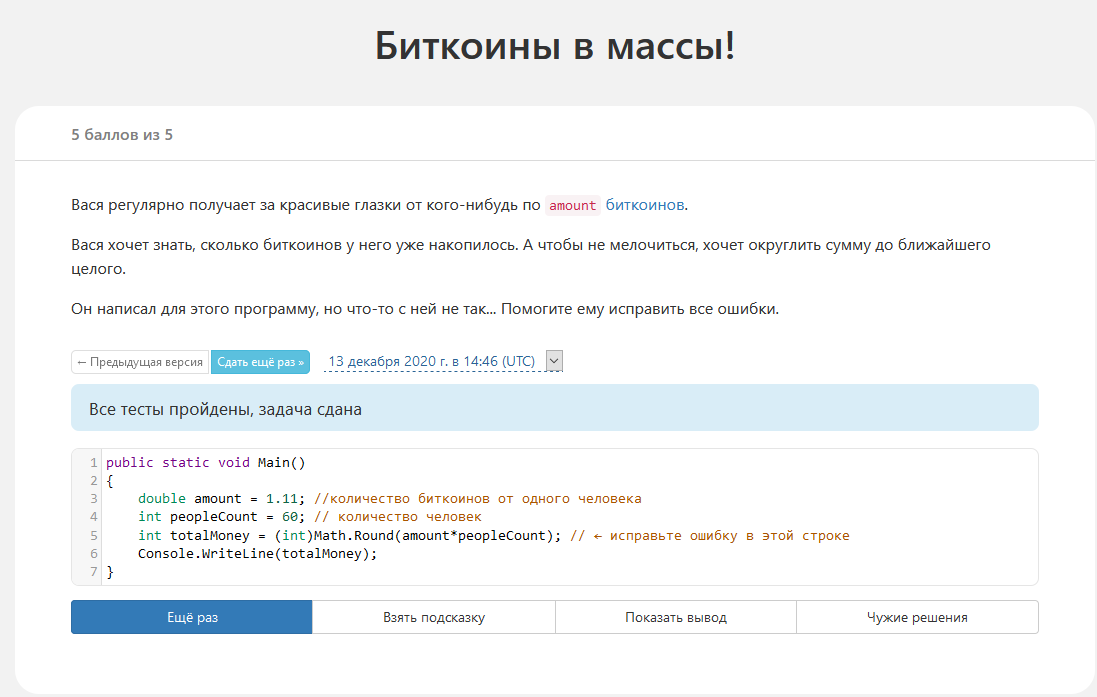 Биткоины в массы!
5 баллов из 5
Вася регулярно получает за красивые глазки от кого-нибудь по amount биткоинов.
Вася хочет знать, сколько биткоинов у него уже накопилось. А чтобы не мелочиться, хочет округлить сумму до ближайшего
целого.
Он написал для этого программу, но что-то с ней не так... Помогите ему исправить все ошибки.
← Предыдущая версия Сдать ещё раз » 13 декабря 2020 г. в 14:46 (UTC)
Все тесты пройдены, задача сдана
1 public static void Main()
2 {
3 double amount = 1.11; //количество биткоинов от одного человека
4 int peopleCount = 60; // количество человек
5 int totalMoney = (int)Math.Round(amount*peopleCount); // ← исправьте ошибку в этой строке
6 Console.WriteLine(totalMoney);
7 }
Ещё раз Взять подсказку Показать вывод Чужие решения